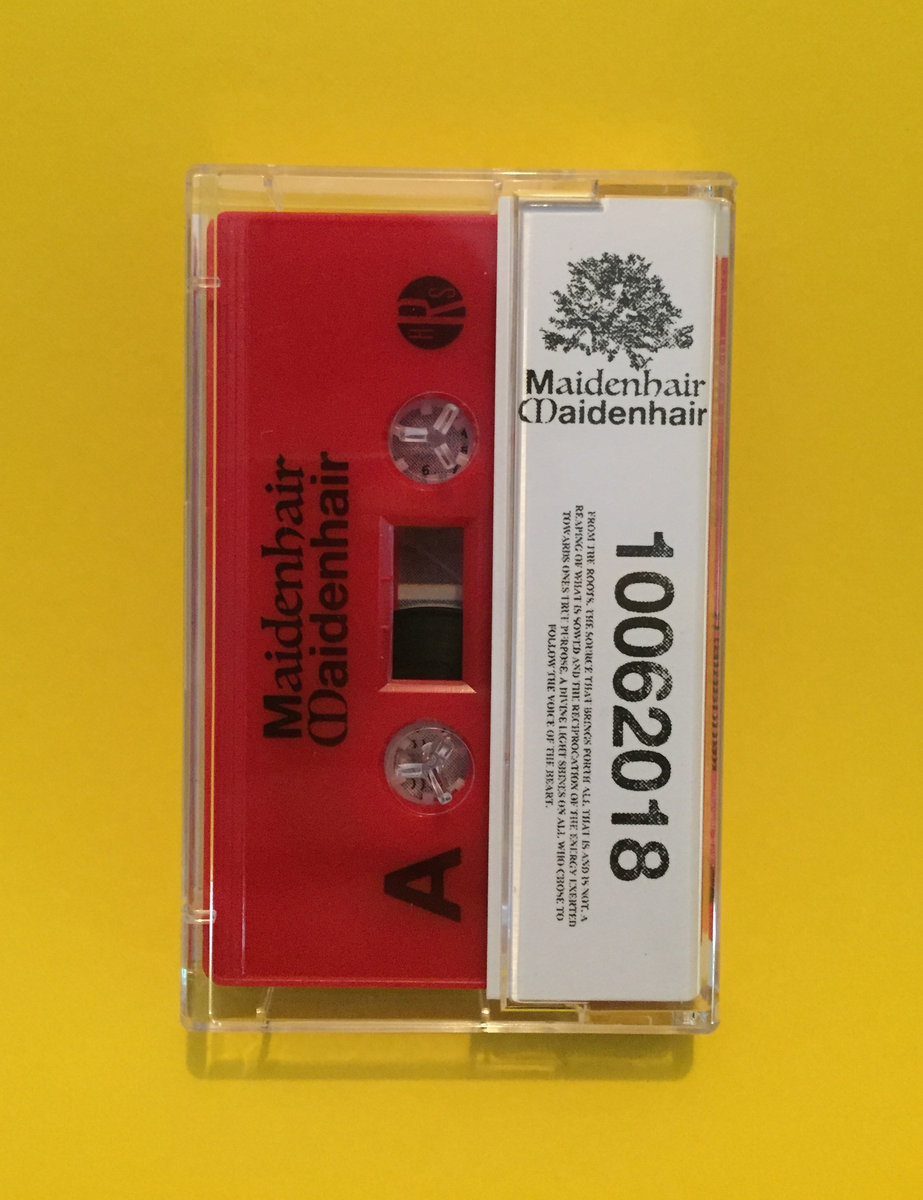 HRS
Maidenhair
Maidenhair
A
Maidenhair
Maidenhair
10062018
FROM THE ROOTS, THE SOURCE THAT BRINGS FORTH ALL THAT IS AND IS NOT. A
REAPING OF WHAT IS SOWED AND THE RECIPROCATION OF THE ENERGY EXERTED
TOWARDS ONES TRUE PURPOSE. A DIVINE LIGHT SHINES ON ALL WHO CHOSE TO
FOLLOW THE VOICE OF THE HEART.